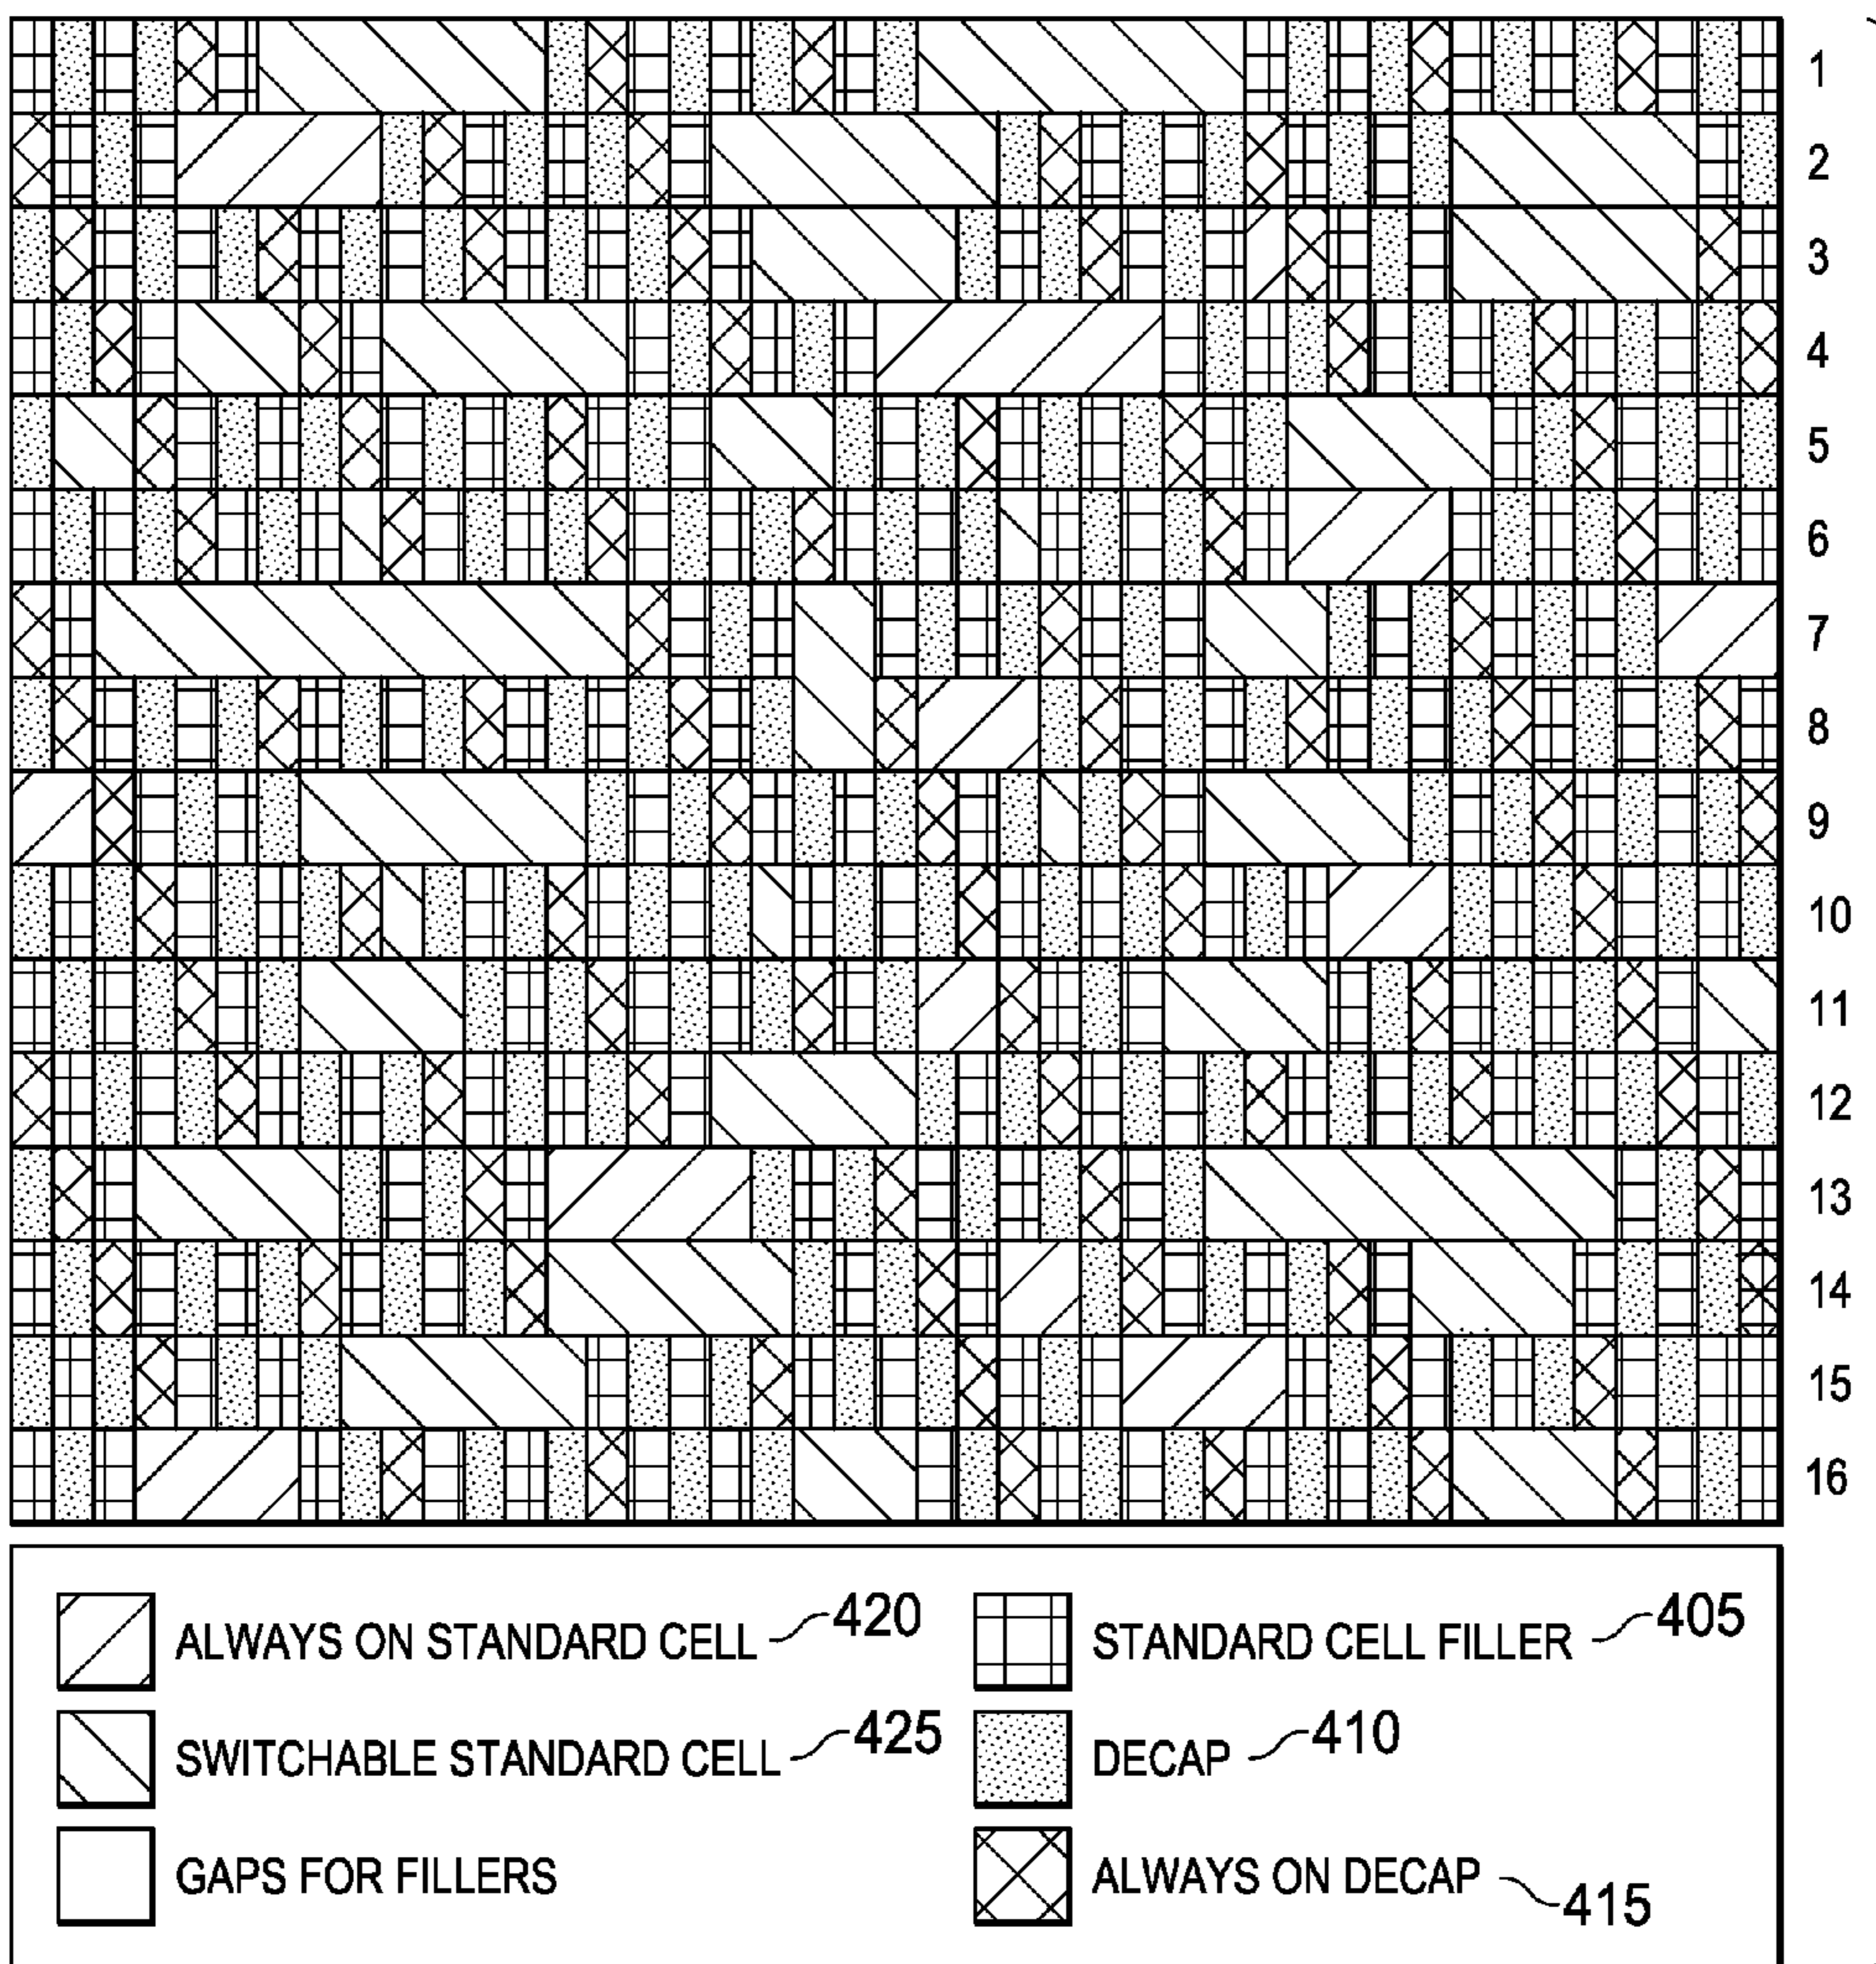 1
2
3
4
5
6
7
8
9
10
11
12
13
14
15
16
ALWAYS ON STANDARD CELL 420
STANDARD CELL FILLER 405
SWITCHABLE STANDARD CELL 425
DECAP 410
GAPS FOR FILLERS
ALWAYS ON DECAP 415